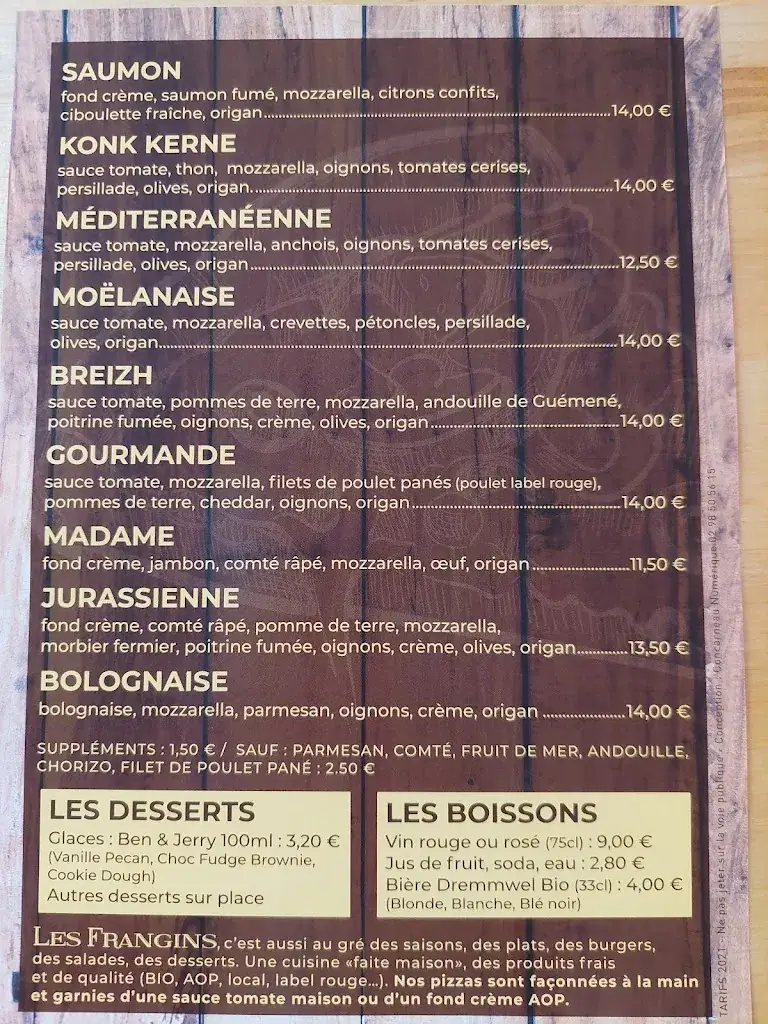 SAUMON
fond crème, saumon fumé, mozzarella, citrons confits,
ciboulette fraîche, origan....................14,00 €
KONK KERNE
sauce tomate, thon, mozzarella, oignons, tomates cerises,
persillade, olives, origan....................14,00 €
MÉDITERRANÉENNE
sauce tomate, mozzarella, anchois, oignons, tomates cerises,
persillade, olives, origan....................12,50 €
MOËLANAISE
sauce tomate, mozzarella, crevettes, pétoncles, persillade,
olives, origan....................14,00 €
BREIZH
sauce tomate, pommes de terre, mozzarella, andouille de Guémené,
poitrine fumée, oignons, crème, olives, origan....................14,00 €
GOURMANDE
sauce tomate, mozzarella, filets de poulet panés (poulet label rouge),
pommes de terre, cheddar, oignons, origan....................14,00 €
MADAME
fond crème, jambon, comté râpé, mozzarella, œuf, origan....................11,50 €
JURASSIENNE
fond crème, comté râpé, pomme de terre, mozzarella,
morbier fermier, poitrine fumée, oignons, crème, olives, origan............13,50 €
BOLOGNAISE
bolognaise, mozzarella, parmesan, oignons, crème, origan ....................14,00 €
SUPPLÉMENTS : 1,50 € / SAUF : PARMESAN, COMTÉ, FRUIT DE MER, ANDOUILLE,
CHORIZO, FILET DE POULET PANÉ : 2.50 €
LES DESSERTS
Glaces : Ben & Jerry 100ml : 3,20 €
(Vanille Pecan, Choc Fudge Brownie,
Cookie Dough)
Autres desserts sur place
LES BOISSONS
Vin rouge ou rosé (75cl) : 9,00 €
Jus de fruit, soda, eau : 2,80 €
Bière Dremmwel Bio (33cl) : 4,00 €
(Blonde, Blanche, Blé noir)
LES FRANGINS, c'est aussi au gré des saisons, des plats, des burgers,
des salades, des desserts. Une cuisine «faite maison», des produits frais
et de qualité (BIO, AOP, local, label rouge...). Nos pizzas sont façonnées à la main
et garnies d'une sauce tomate maison ou d'un fond crème AOP.
TARIFS 2021 - Ne pas jeter sur la voie publique - Conception : Concarneau Numérique 02 98 50 56 15